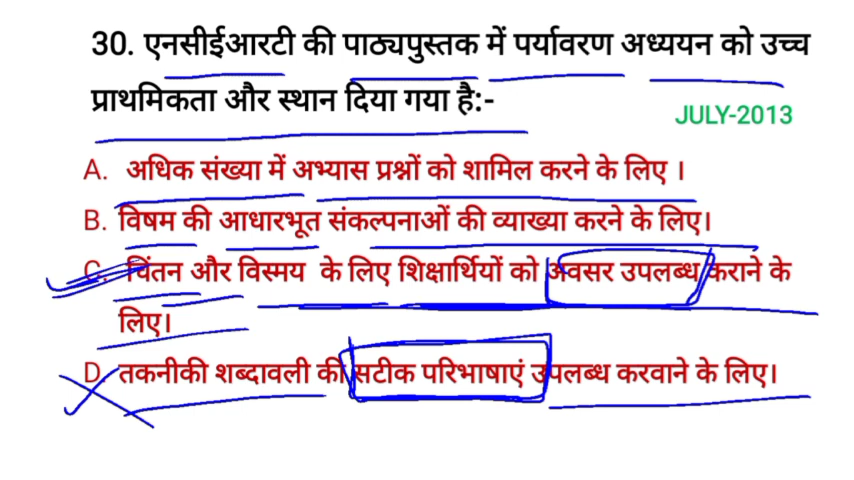 30. एनसीईआरटी की पाठ्यपुस्तक में पर्यावरण अध्ययन को उच्च
प्राथमिकता और स्थान दिया गया है:-
JULY-2013
A. अधिक संख्या में अभ्यास प्रश्नों को शामिल करने के लिए ।
B. विषम की आधारभूत संकल्पनाओं की व्याख्या करने के लिए।
C. चिंतन और विस्मय के लिए शिक्षार्थियों को अवसर उपलब्ध कराने के
लिए।
D. तकनीकी शब्दावली की सटीक परिभाषाएं उपलब्ध करवाने के लिए।